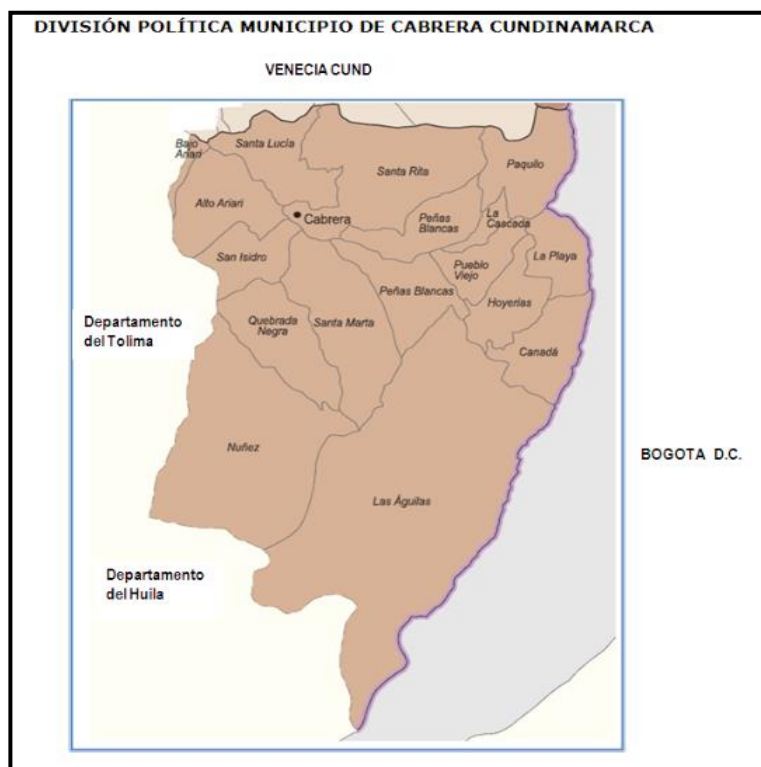 DIVISIÓN POLÍTICA MUNICIPIO DE CABRERA CUNDINAMARCA
VENECIA CUND
Bajo
Ariari
Santa Lucía
Santa Rita
Paquilo
Alto Ariari
Cabrera
Peñas
Blancas
La
Cascada
San Isidro
Pueblo
Viejo
La Playa
Peñas Blancas
Hoyerías
Departamento
del Tolima
Quebrada
Negra
Santa Marta
Canadá
Nuñez
BOGOTA D.C.
Las Águilas
Departamento
del Huila